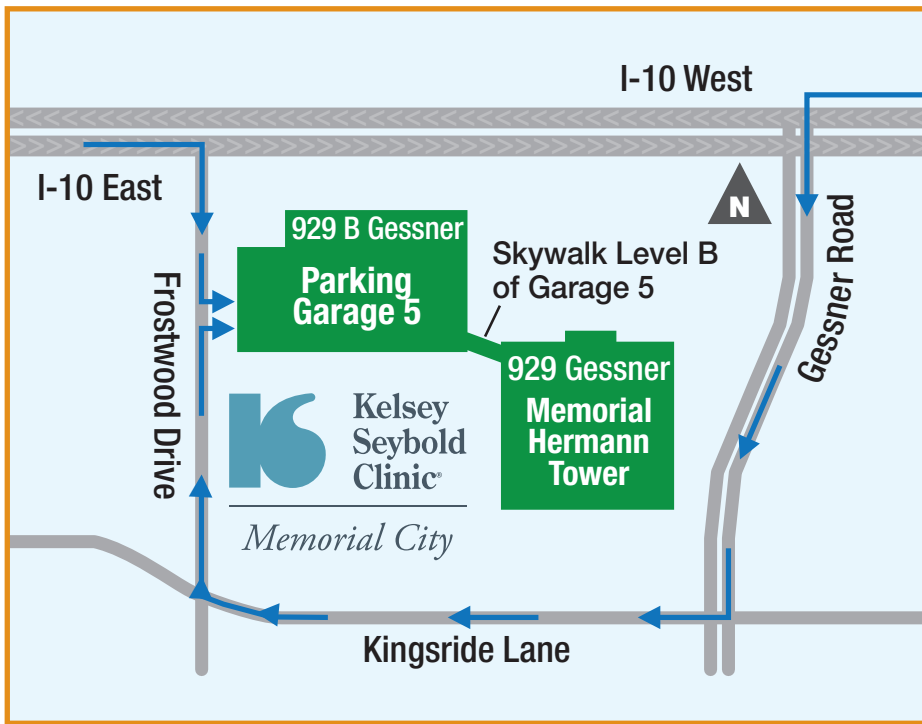 I-10 West
I-10 East
N
929 B Gessner
Parking
Garage 5
Skywalk Level B
of Garage 5
Gessner Road
Frostwood Drive
929 Gessner
Memorial
Hermann
Tower
Kelsey
Seybold
Clinic®
Memorial City
Kingsride Lane